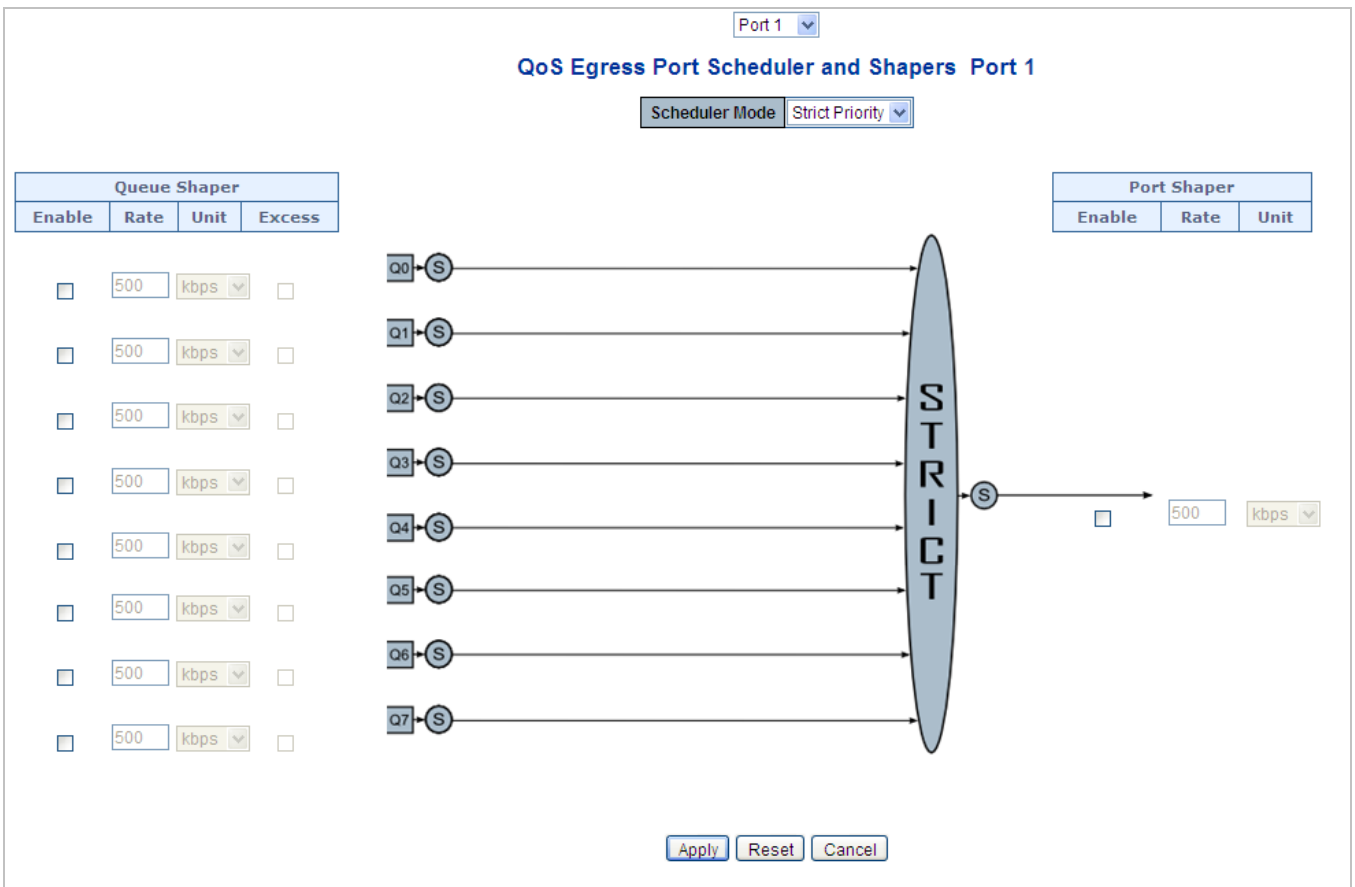 Port 1
QoS Egress Port Scheduler and Shapers Port 1
Scheduler Mode Strict Priority
Queue Shaper
Enable Rate Unit Excess
Port Shaper
Enable Rate Unit
500 kbps
Q0 S
500 kbps
Q1 S
500 kbps
Q2 S
500 kbps
Q3 S
500 kbps
Q4 S
500 kbps
Q5 S
500 kbps
Q6 S
500 kbps
Q7 S
STRICT
S
500 kbps
Apply Reset Cancel